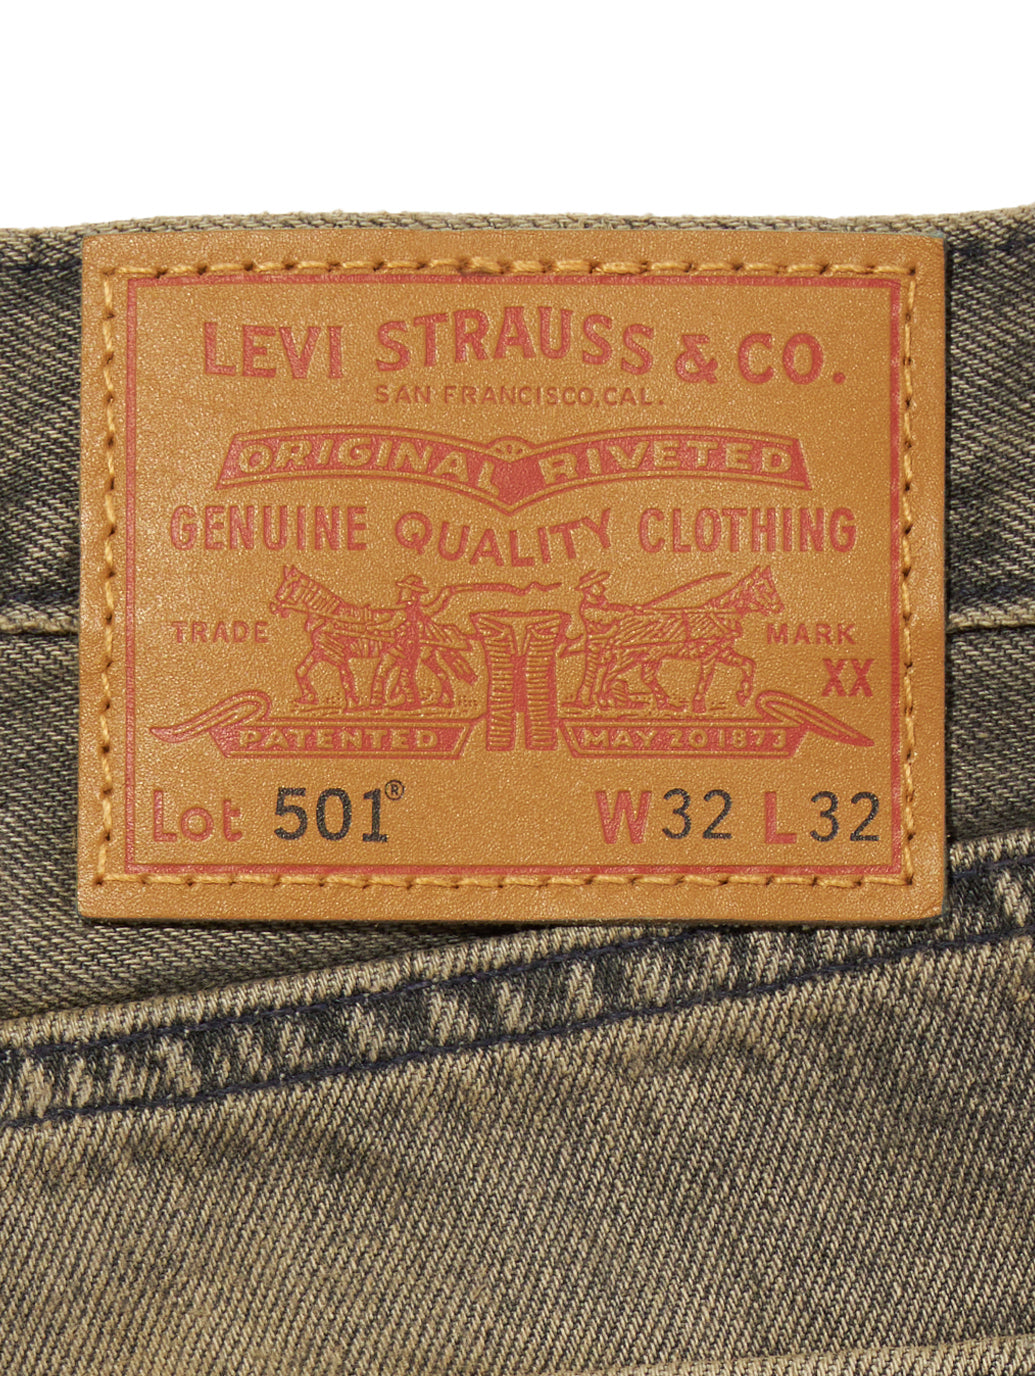 LEVI STRAUSS & CO.
SAN FRANCISCO, CAL.
ORIGINAL RIVETED
GENUINE QUALITY CLOTHING
TRADE MARK
XX
PATENTED MAY 20 1873
Lot 501® W32 L32